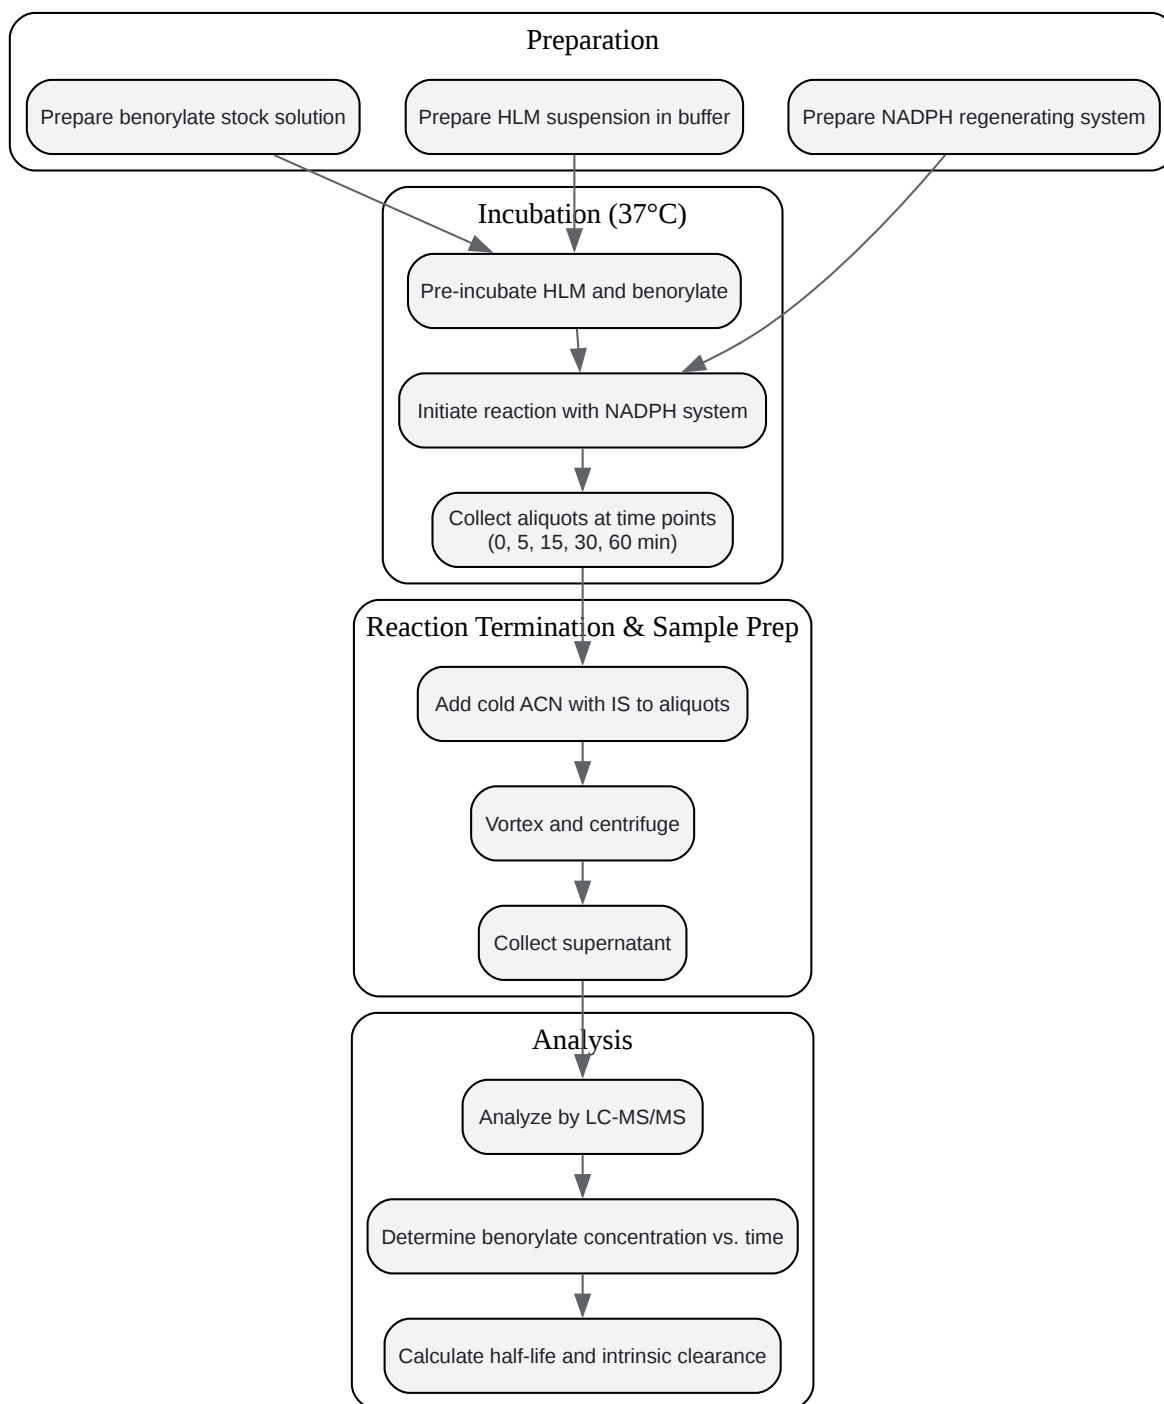 Preparation
Prepare benorylate stock solution
Prepare HLM suspension in buffer
Prepare NADPH regenerating system
Incubation (37°C)
Pre-incubate HLM and benorylate
Initiate reaction with NADPH system
Collect aliquots at time points
(0, 5, 15, 30, 60 min)
Reaction Termination & Sample Prep
Add cold ACN with IS to aliquots
Vortex and centrifuge
Collect supernatant
Analysis
Analyze by LC-MS/MS
Determine benorylate concentration vs. time
Calculate half-life and intrinsic clearance